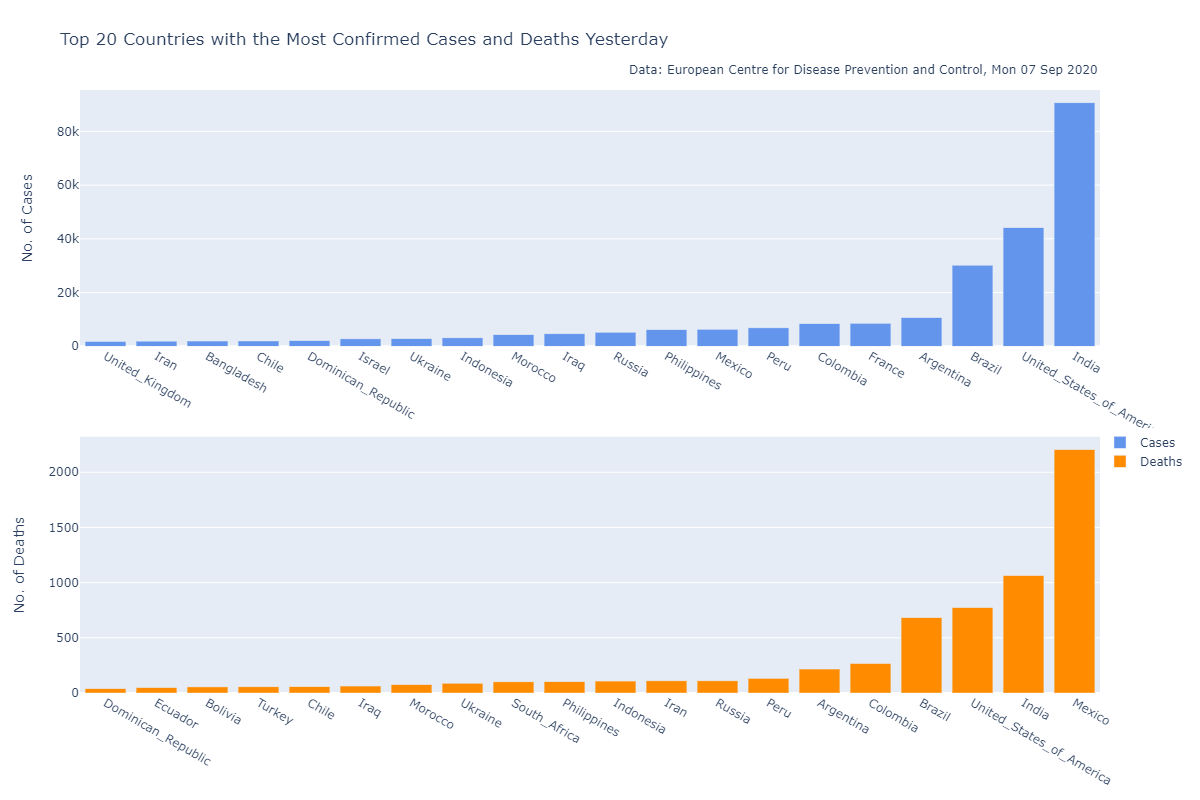 Top 20 Countries with the Most Confirmed Cases and Deaths Yesterday
Data: European Centre for Disease Prevention and Control, Mon 07 Sep 2020
No. of Cases
80k
60k
40k
20k
0
United_Kingdom
Iran
Bangladesh
Chile
Dominican_Republic
Israel
Ukraine
Indonesia
Morocco
Iraq
Russia
Philippines
Mexico
Peru
Colombia
France
Argentina
Brazil
United_States_of_Ameri
India
Cases
Deaths
No. of Deaths
2000
1500
1000
500
0
Dominican_Republic
Ecuador
Bolivia
Turkey
Chile
Iraq
Morocco
Ukraine
South_Africa
Philippines
Indonesia
Iran
Russia
Peru
Argentina
Colombia
Brazil
United_States_of_America
India
Mexico